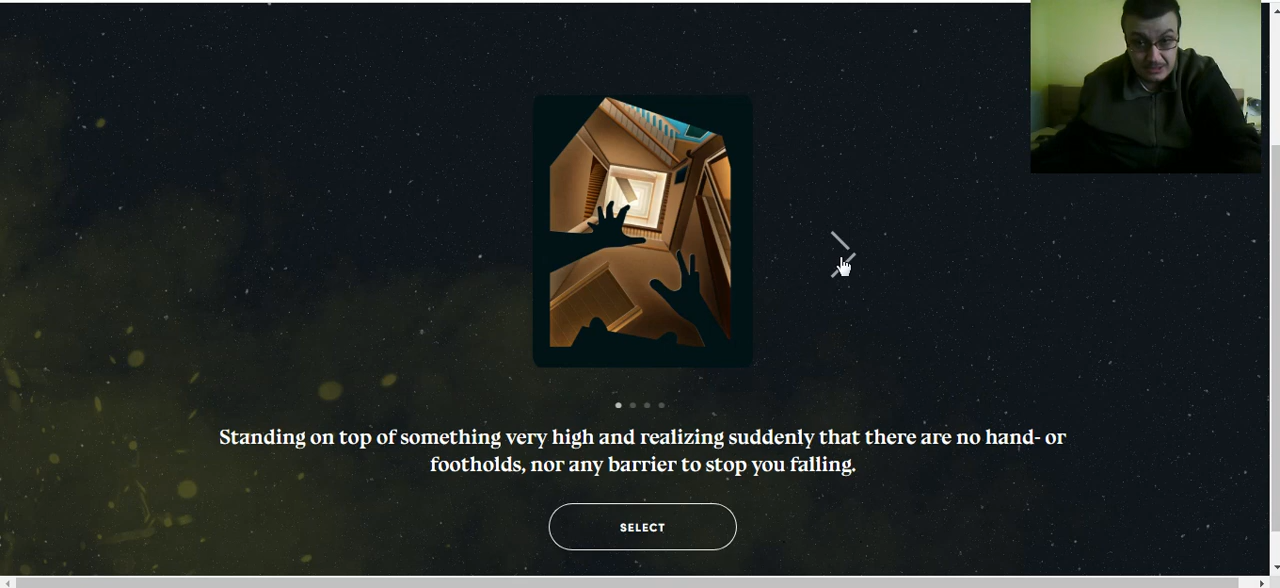 Standing on top of something very high and realizing suddenly that there are no hand- or
footholds, nor any barrier to stop you falling.
SELECT